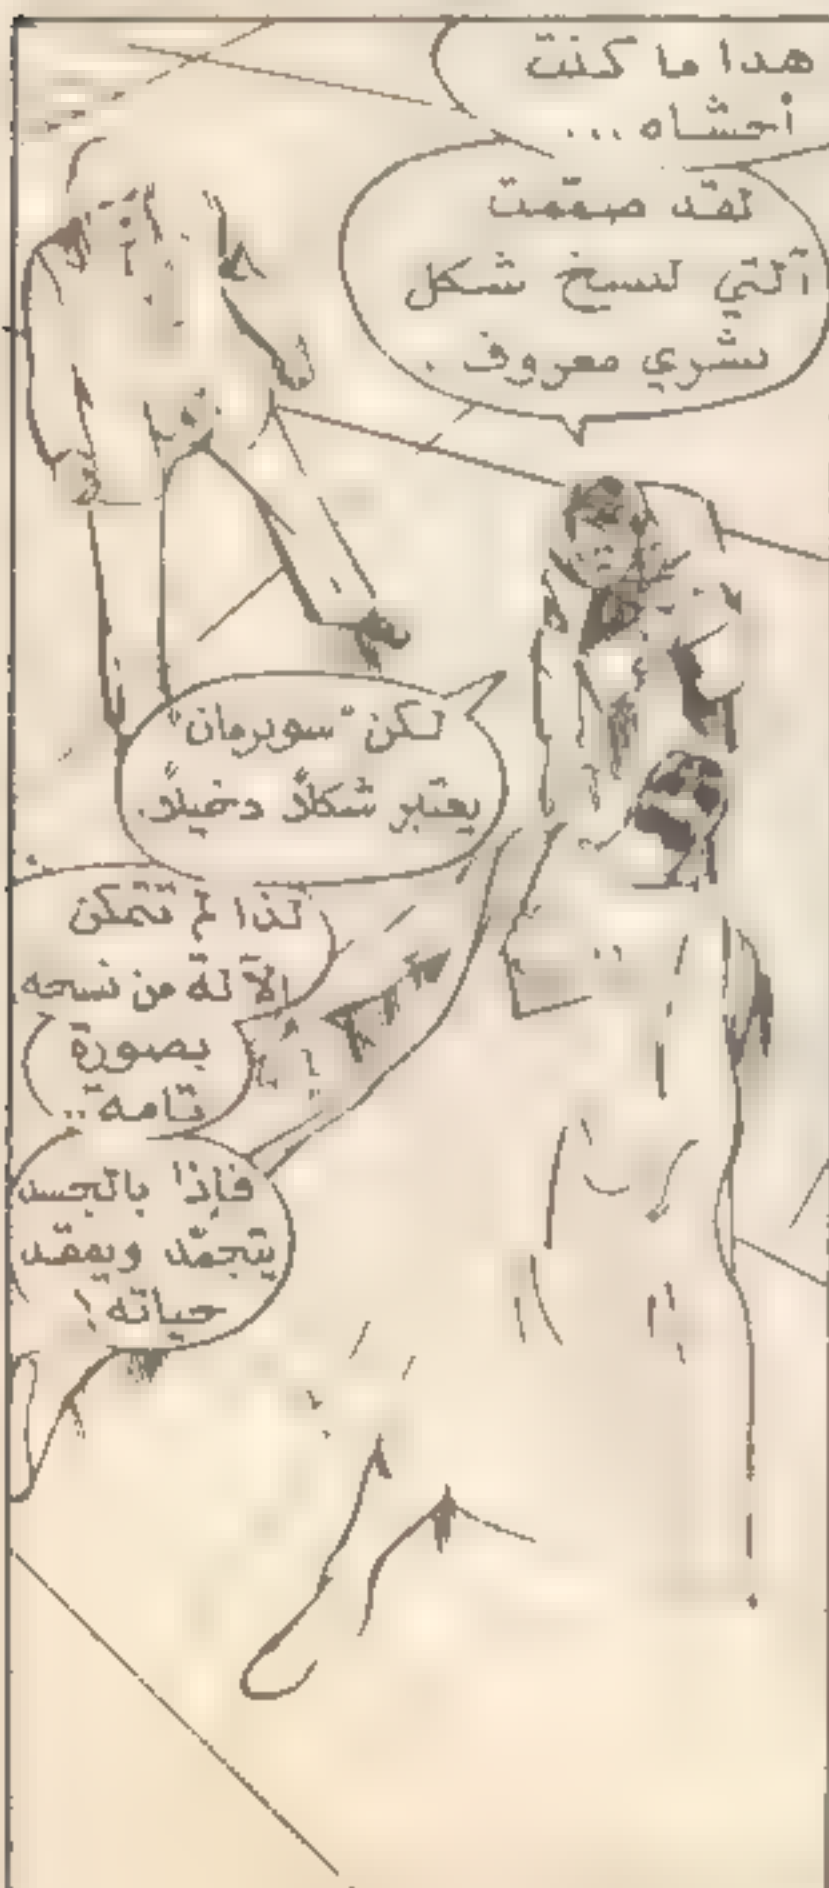 هذا ما كنت
أخشاه...
لقد صممت
آلتي لنسخ شكل
بشري معروف.
لكن "سوبرمان"
يعتبر شكلاً دخيلاً.
لذا لم تتمكن
الآلة من نسخه
بصورة
تامة..
فإذا بالجسد
يتجمّد ويفقد
حياته!